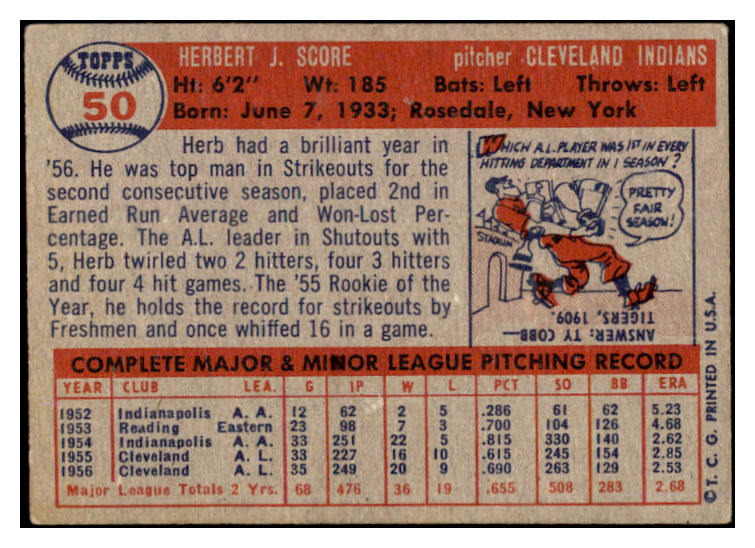 TOPPS
50
HERBERT J. SCORE pitcher CLEVELAND INDIANS
Ht: 6'2" Wt: 185 Bats: Left Throws: Left
Born: June 7, 1933; Rosedale, New York
Herb had a brilliant year in
'56. He was top man in Strikeouts for the
second consecutive season, placed 2nd in
Earned Run Average and Won-Lost Per-
centage. The A.L. leader in Shutouts with
5, Herb twirled two 2 hitters, four 3 hitters
and four 4 hit games. The '55 Rookie of the
Year, he holds the record for strikeouts by
Freshmen and once whiffed 16 in a game.
WHICH A.L. PLAYER WAS 1ST IN EVERY
HITTING DEPARTMENT IN 1 SEASON?
PRETTY
FAIR
SEASON!
STADIUM
ANSWER: TY COBB—
TIGERS, 1909.
COMPLETE MAJOR & MINOR LEAGUE PITCHING RECORD
YEAR CLUB LEA. G IP W L PCT SO BB ERA
1952 Indianapolis A. A. 12 62 2 5 .286 61 62 5.23
1953 Reading Eastern 23 98 7 3 .700 104 126 4.68
1954 Indianapolis A. A. 33 251 22 5 .815 330 140 2.62
1955 Cleveland A. L. 33 227 16 10 .615 245 154 2.85
1956 Cleveland A. L. 35 249 20 9 .690 263 129 2.53
Major League Totals 2 Yrs. 68 476 36 19 .655 508 283 2.68
© T. C. G. PRINTED IN U.S.A.